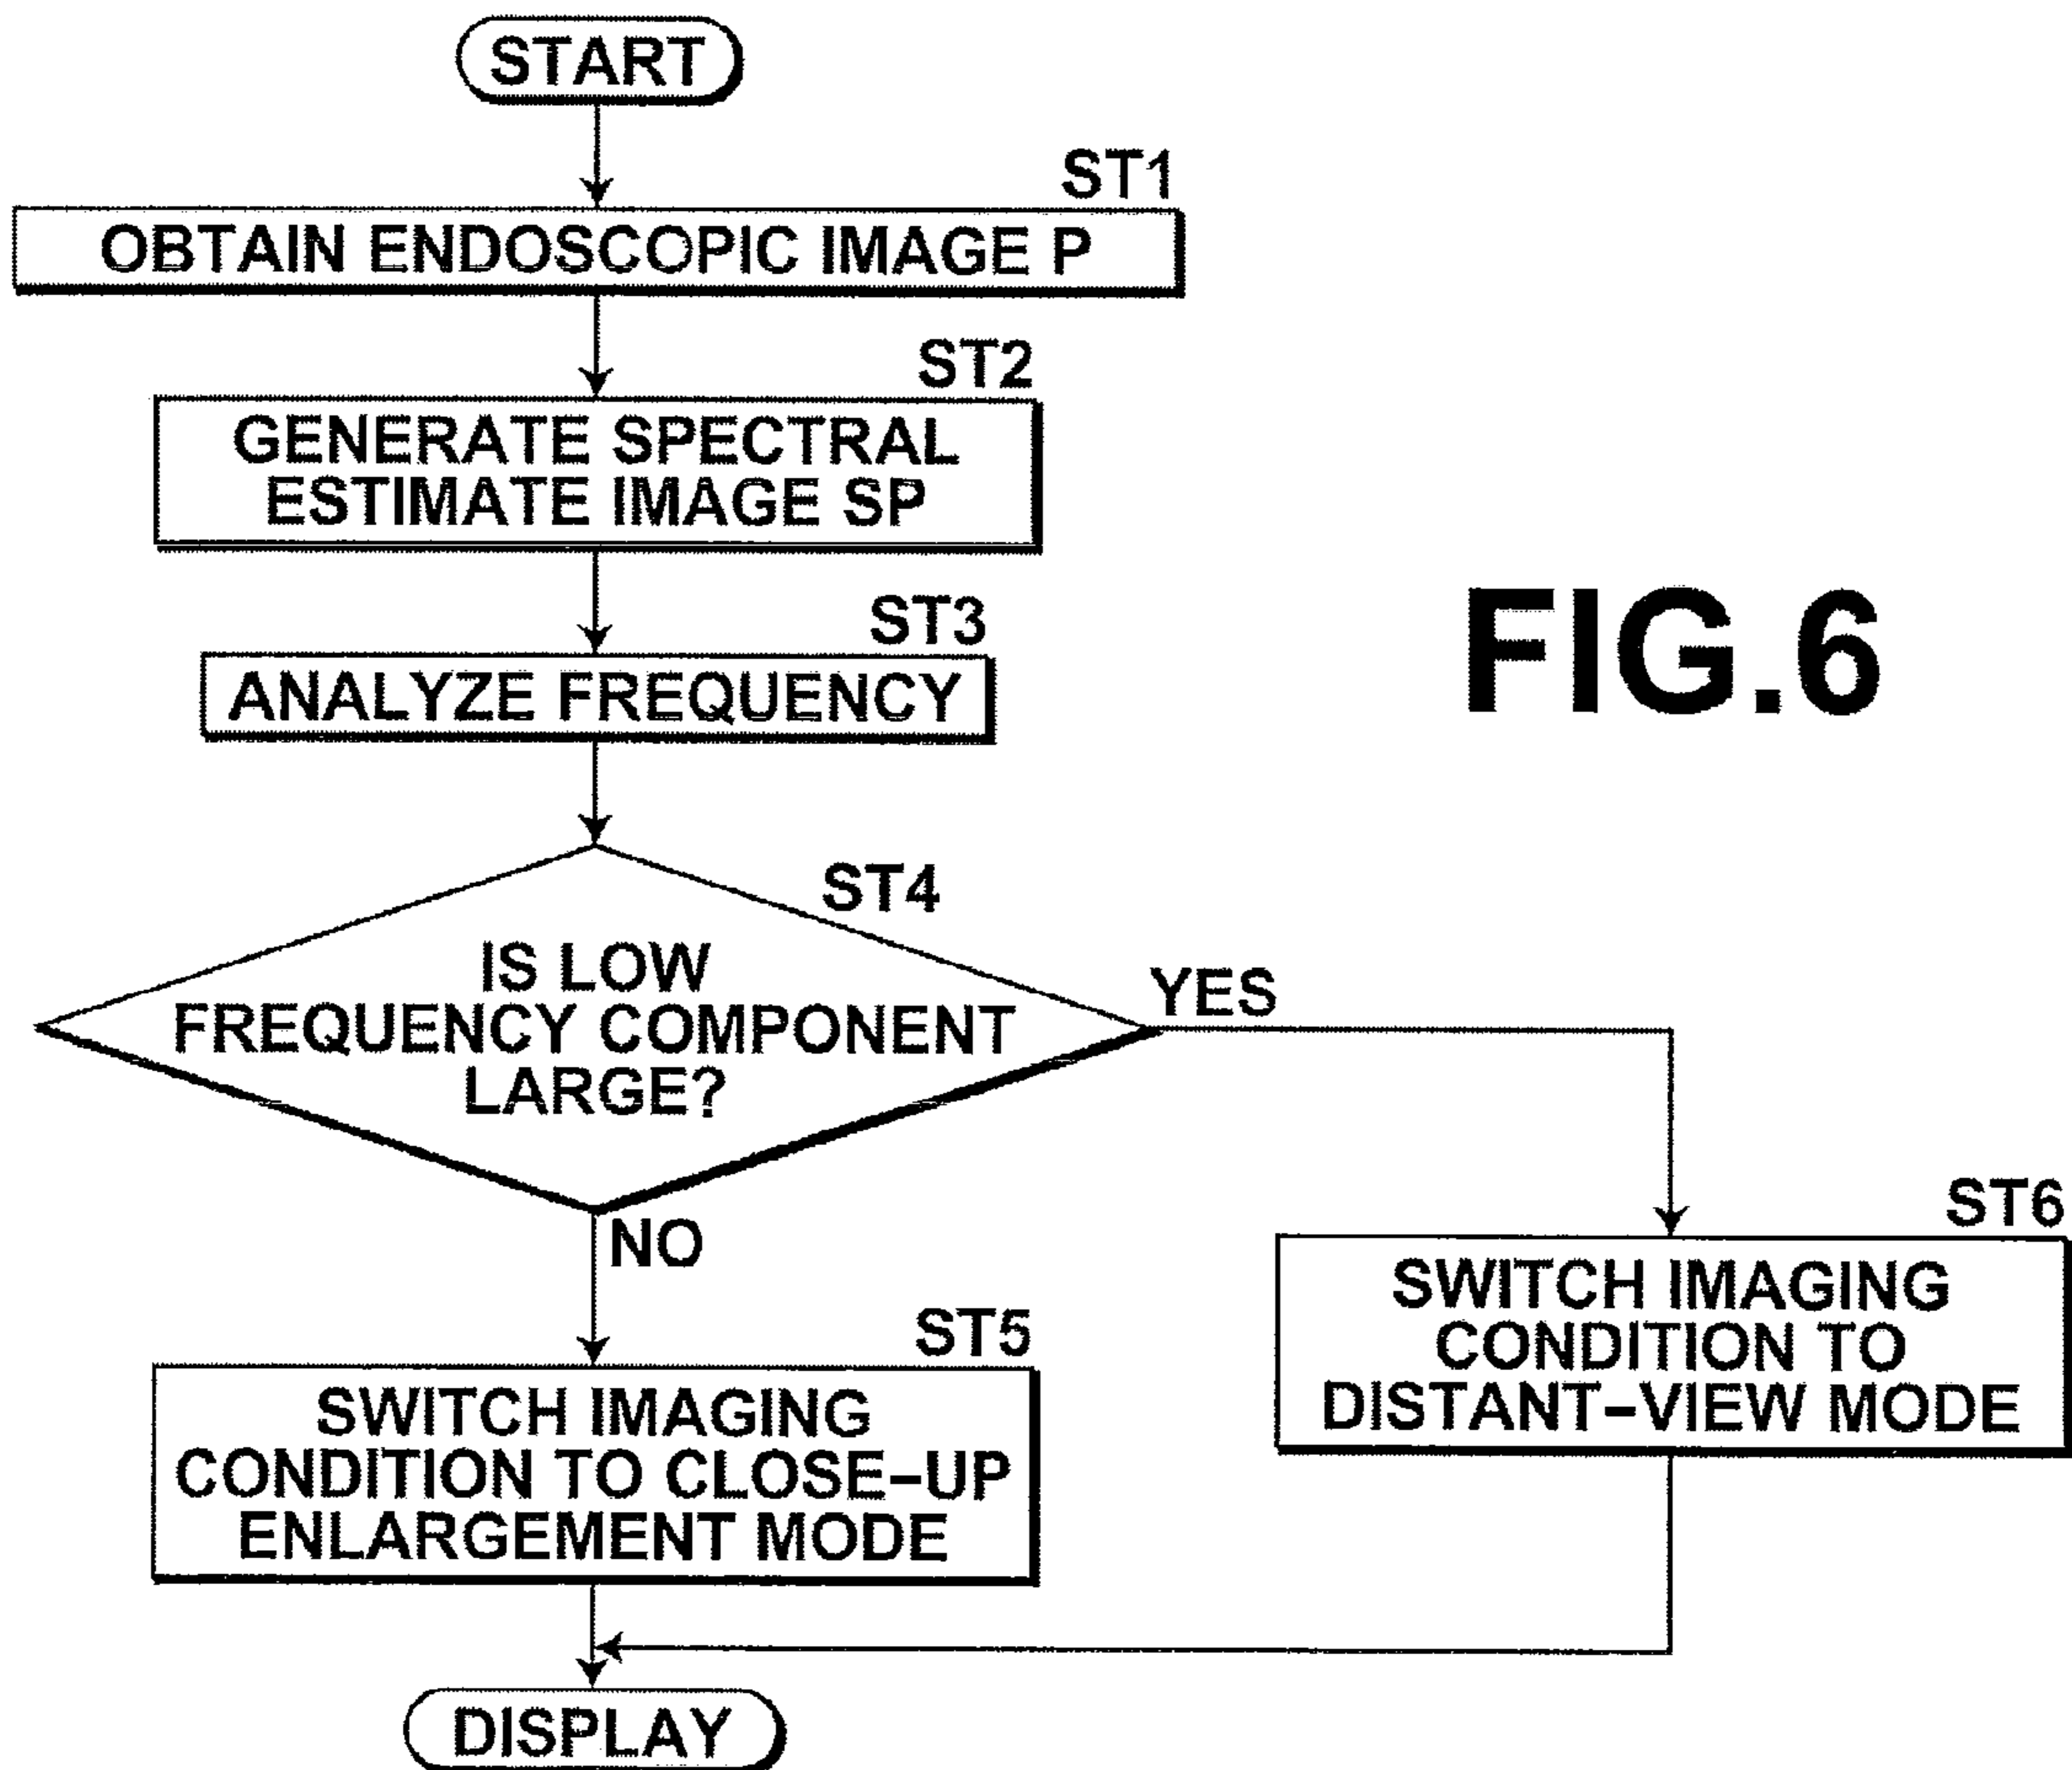 START
ST1
OBTAIN ENDOSCOPIC IMAGE P
ST2
GENERATE SPECTRAL
ESTIMATE IMAGE SP
ST3
ANALYZE FREQUENCY
FIG.6
ST4
IS LOW
FREQUENCY COMPONENT
LARGE?
YES
NO
ST6
SWITCH IMAGING
CONDITION TO
DISTANT-VIEW MODE
ST5
SWITCH IMAGING
CONDITION TO CLOSE-UP
ENLARGEMENT MODE
DISPLAY